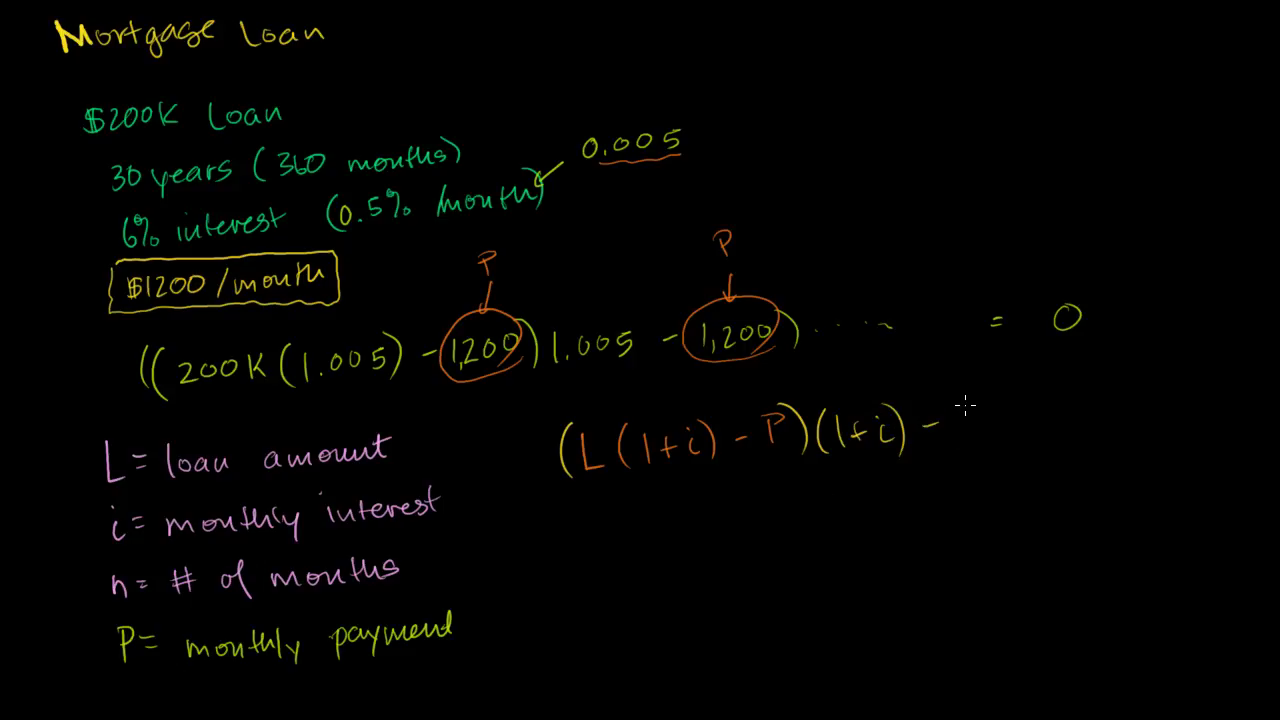 Mortgage Loan
$200K Loan
30 years (360 months)
0.005
6% interest (0.5% /month)
$1200 /month
P P
((200K(1.005) - 1,200)1.005 - 1,200) ..... = 0
L = loan amount
(L(1+i) - P)(1+i) -
i = monthly interest
n = # of months
P = monthly payment